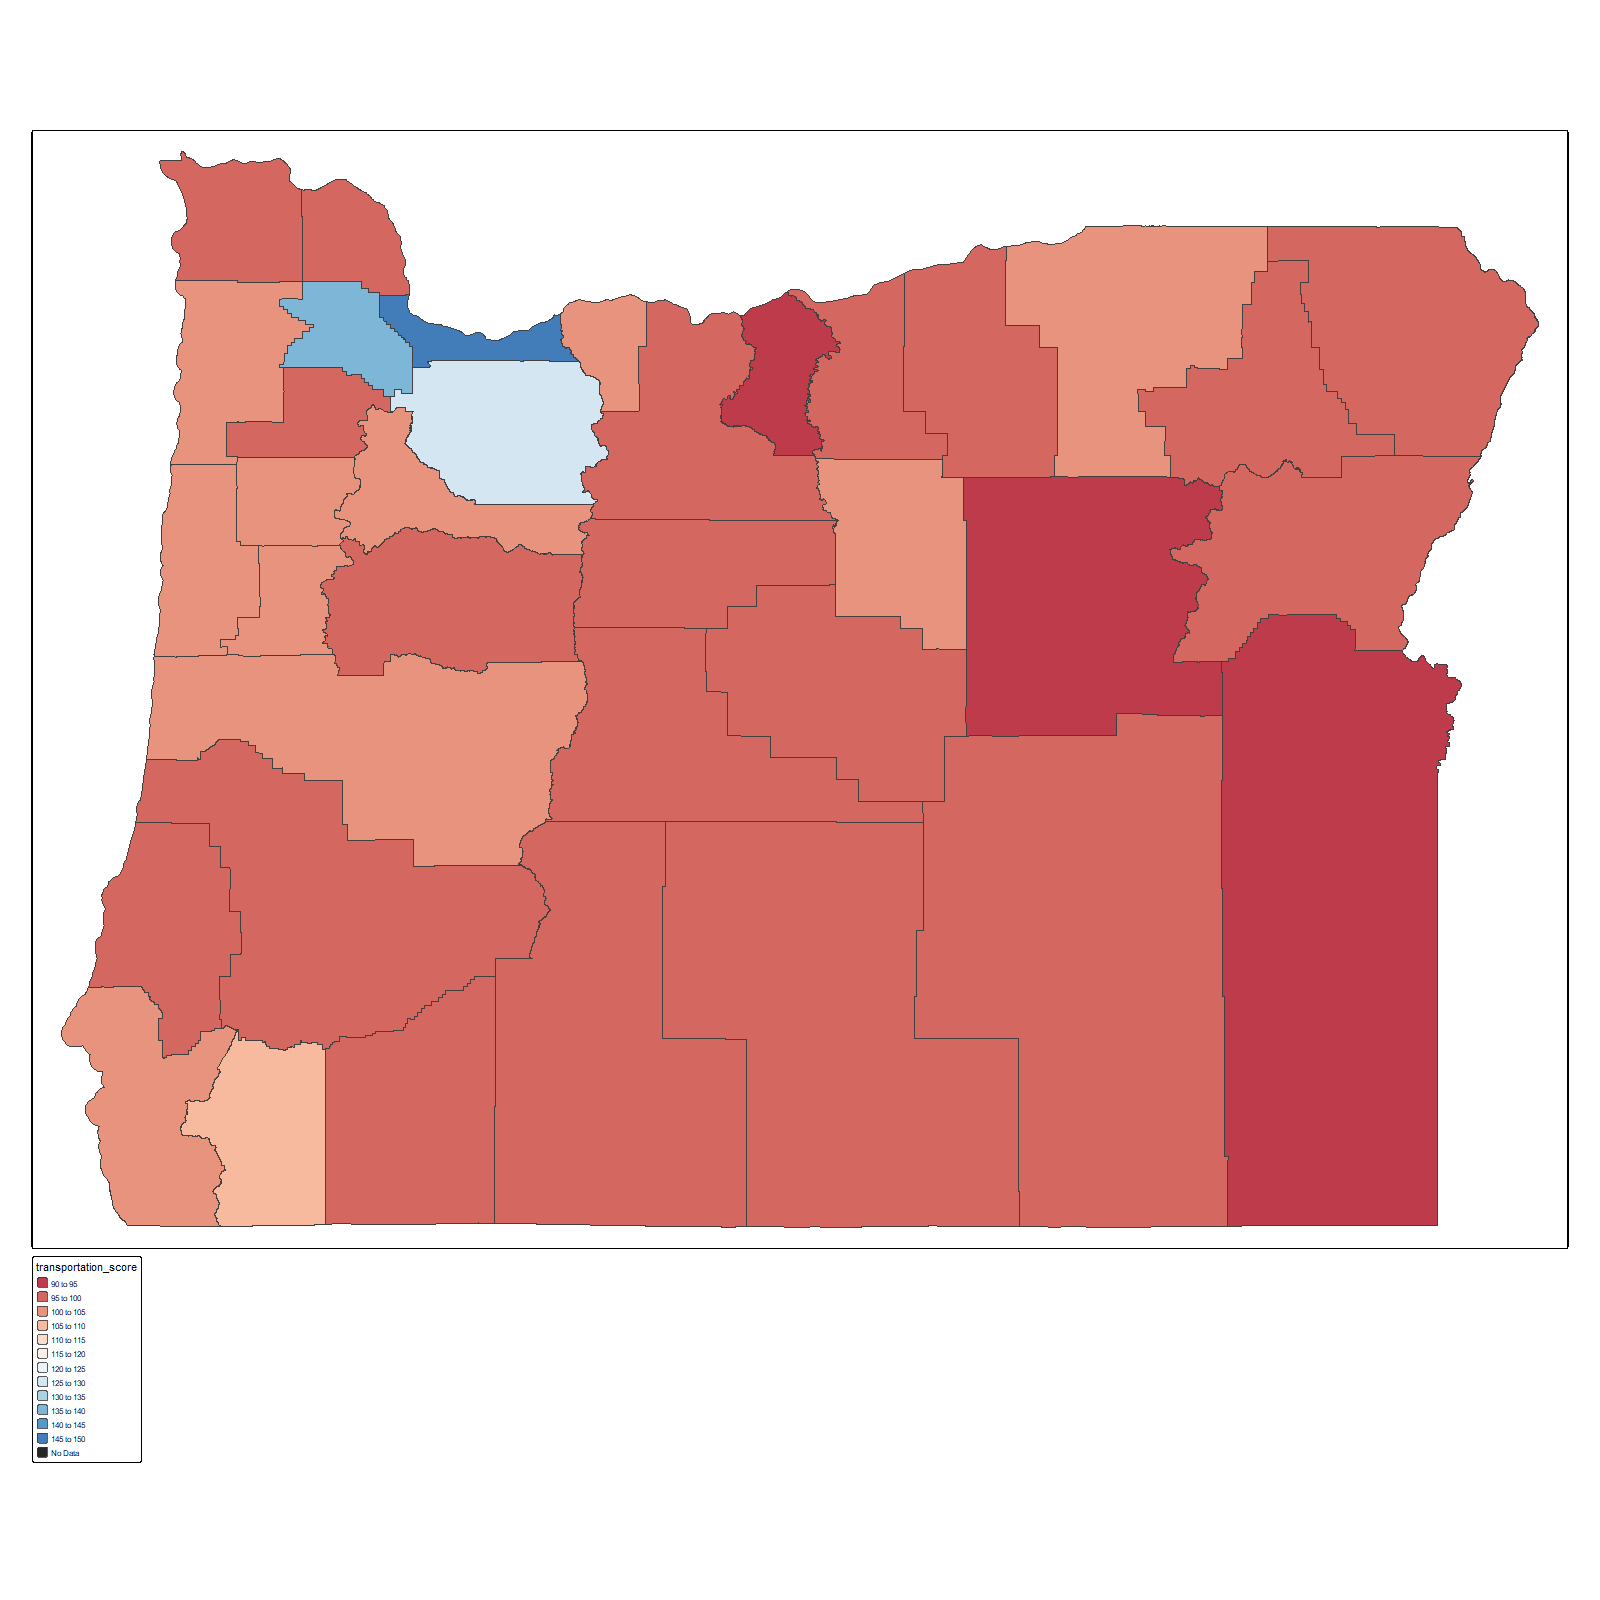 transportation_score
90 to 95
95 to 100
100 to 105
105 to 110
110 to 115
115 to 120
120 to 125
125 to 130
130 to 135
135 to 140
140 to 145
145 to 150
No Data